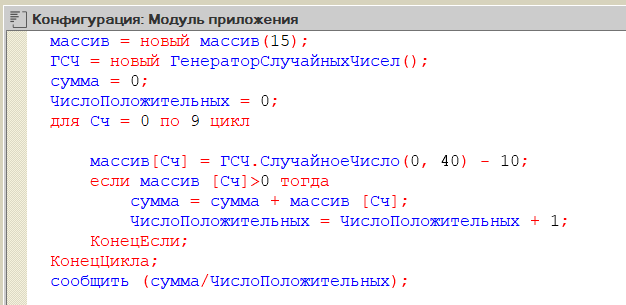 Конфигурация: Модуль приложения
массив = новый массив(15);
ГСЧ = новый ГенераторСлучайныхЧисел();
сумма = 0;
ЧислоПоложительных = 0;
для Сч = 0 по 9 цикл
массив[Сч] = ГСЧ.СлучайноеЧисло(0, 40) - 10;
если массив [Сч]>0 тогда
сумма = сумма + массив [Сч];
ЧислоПоложительных = ЧислоПоложительных + 1;
КонецЕсли;
КонецЦикла;
сообщить (сумма/ЧислоПоложительных);